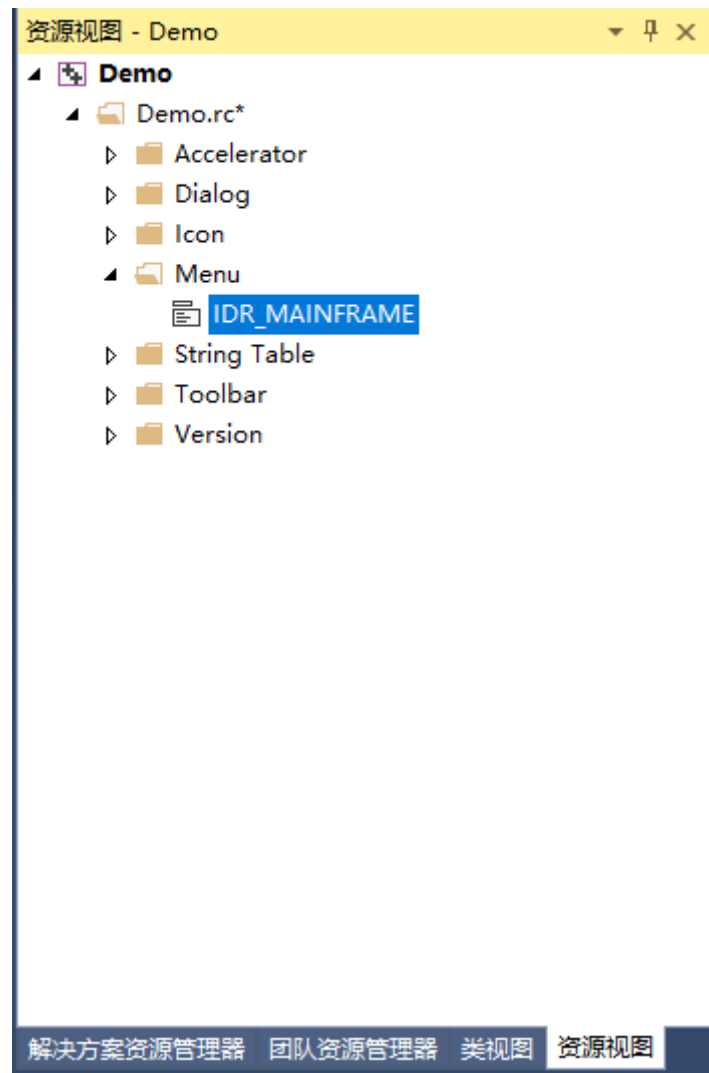 资源视图 - Demo
Demo
Demo.rc*
Accelerator
Dialog
Icon
Menu
IDR_MAINFRAME
String Table
Toolbar
Version
解决方案资源管理器 团队资源管理器 类视图 资源视图